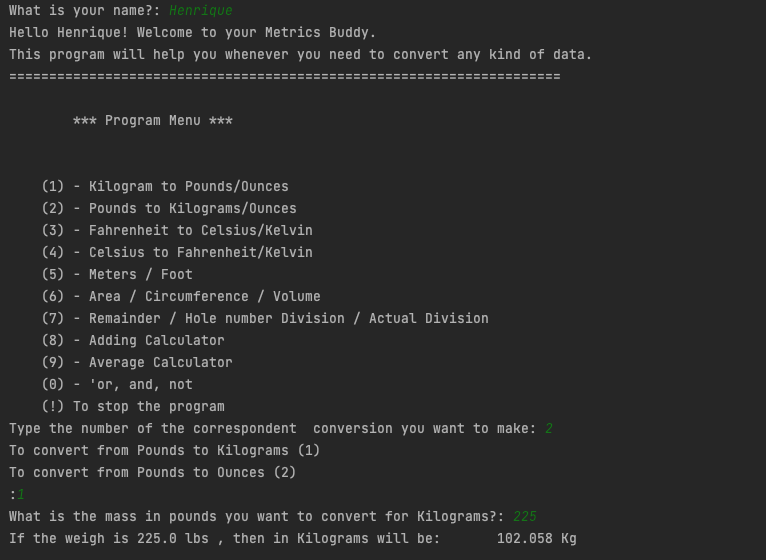 What is your name?: Henrique
Hello Henrique! Welcome to your Metrics Buddy.
This program will help you whenever you need to convert any kind of data.
=====================================================================
*** Program Menu ***
(1) - Kilogram to Pounds/Ounces
(2) - Pounds to Kilograms/Ounces
(3) - Fahrenheit to Celsius/Kelvin
(4) - Celsius to Fahrenheit/Kelvin
(5) - Meters / Foot
(6) - Area / Circumference / Volume
(7) - Remainder / Hole number Division / Actual Division
(8) - Adding Calculator
(9) - Average Calculator
(0) - 'or, and, not
(!) To stop the program
Type the number of the correspondent  conversion you want to make: 2
To convert from Pounds to Kilograms (1)
To convert from Pounds to Ounces (2)
:1
What is the mass in pounds you want to convert for Kilograms?: 225
If the weigh is 225.0 lbs , then in Kilograms will be:       102.058 Kg